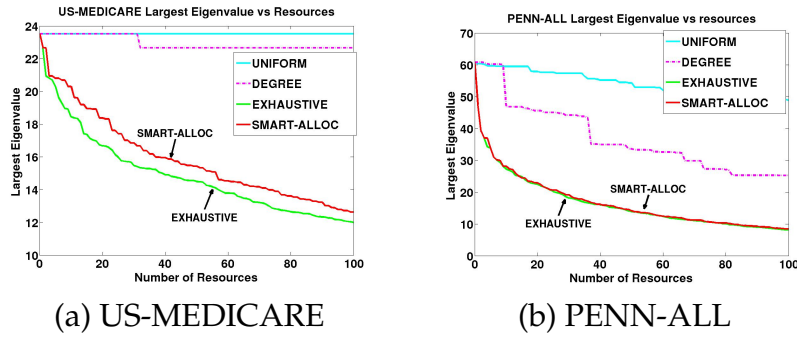 US-MEDICARE Largest Eigenvalue vs Resources
24
22
20
18
16
14
12
10
Largest Eigenvalue
UNIFORM
DEGREE
EXHAUSTIVE
SMART-ALLOC
SMART-ALLOC
EXHAUSTIVE
0 20 40 60 80 100
Number of Resources
(a) US-MEDICARE
PENN-ALL Largest Eigenvalue vs resources
70
60
50
40
30
20
10
0
Largest Eigenvalue
UNIFORM
DEGREE
EXHAUSTIVE
SMART-ALLOC
SMART-ALLOC
EXHAUSTIVE
0 20 40 60 80 100
Number of Resources
(b) PENN-ALL